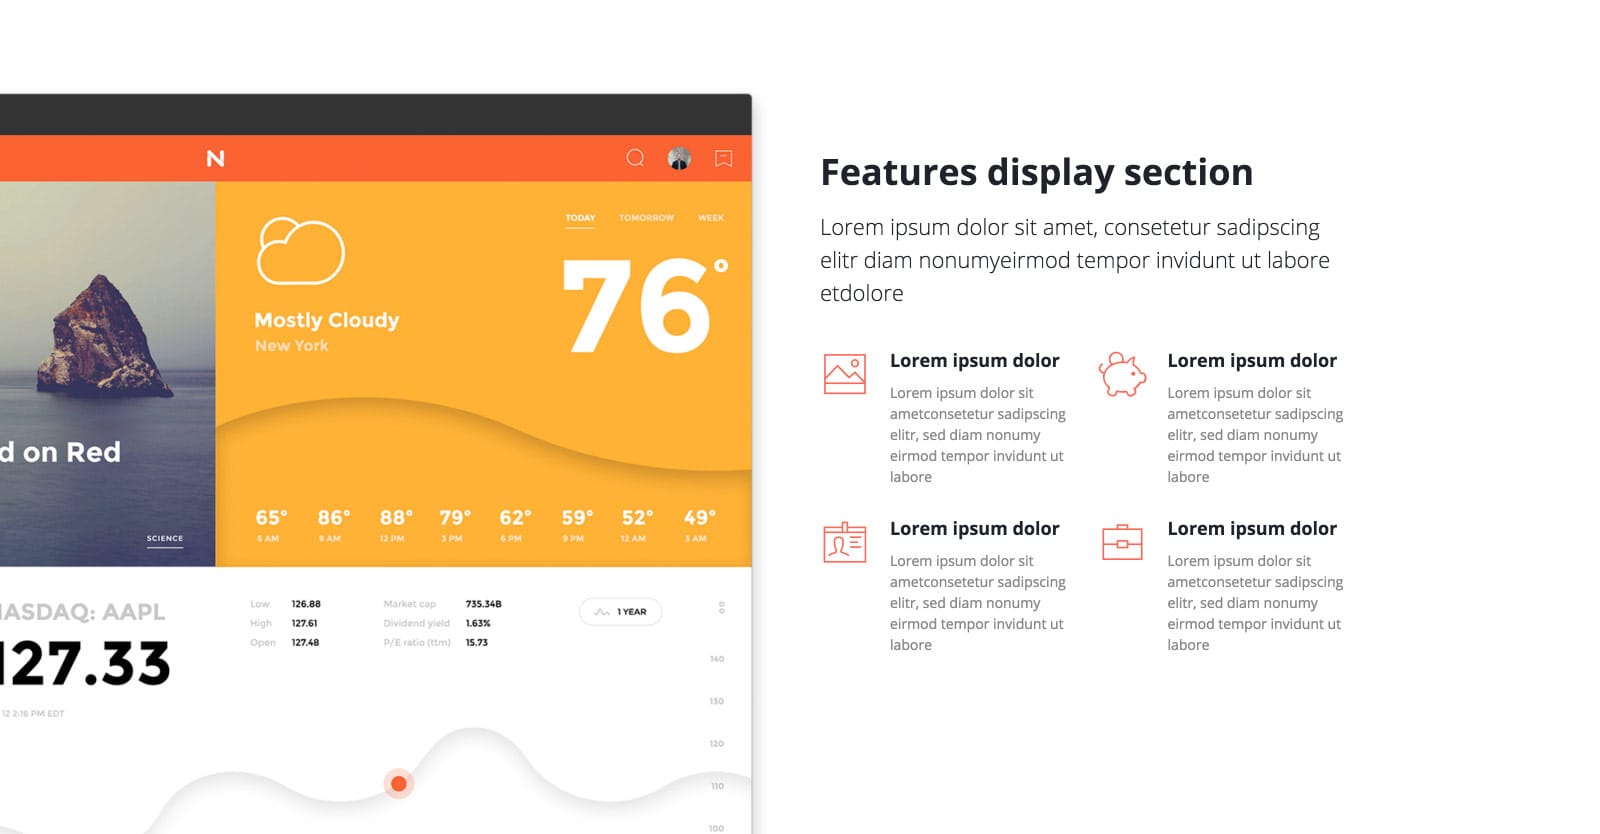 N
TODAY TOMORROW WEEK
76°
Mostly Cloudy
New York
d on Red
SCIENCE
65° 86° 88° 79° 62° 59° 52° 49°
6 AM 9 AM 12 PM 3 PM 6 PM 9 PM 12 AM 3 AM
NASDAQ: AAPL
127.33
12 2:16 PM EDT
Low 126.88
High 127.61
Open 127.48
Market cap 735.34B
Dividend yield 1.63%
P/E ratio (ttm) 15.73
1 YEAR
140
130
120
110
100
Features display section
Lorem ipsum dolor sit amet, consetetur sadipscing
elitr diam nonumyeirmod tempor invidunt ut labore
etdolore
Lorem ipsum dolor
Lorem ipsum dolor sit
ametconsetetur sadipscing
elitr, sed diam nonumy
eirmod tempor invidunt ut
labore
Lorem ipsum dolor
Lorem ipsum dolor sit
ametconsetetur sadipscing
elitr, sed diam nonumy
eirmod tempor invidunt ut
labore
Lorem ipsum dolor
Lorem ipsum dolor sit
ametconsetetur sadipscing
elitr, sed diam nonumy
eirmod tempor invidunt ut
labore
Lorem ipsum dolor
Lorem ipsum dolor sit
ametconsetetur sadipscing
elitr, sed diam nonumy
eirmod tempor invidunt ut
labore